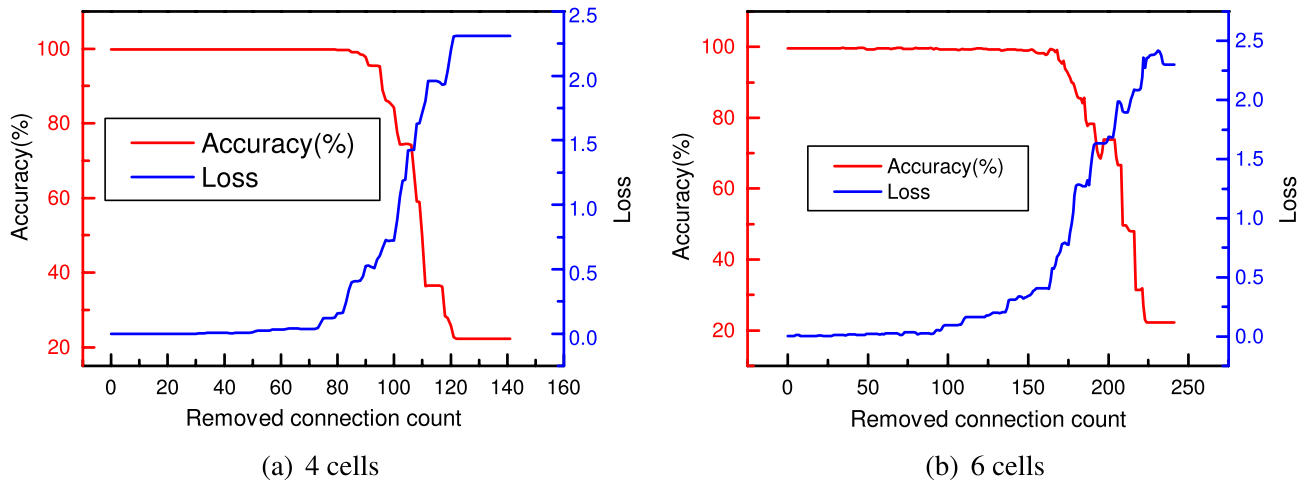 100
80
60
40
20
Accuracy(%)
0 20 40 60 80 100 120 140 160
Removed connection count
2.5
2.0
1.5
1.0
0.5
0.0
Loss
Accuracy(%)
Loss
(a) 4 cells
100
80
60
40
20
Accuracy(%)
0 50 100 150 200 250
Removed connection count
2.5
2.0
1.5
1.0
0.5
0.0
Loss
Accuracy(%)
Loss
(b) 6 cells